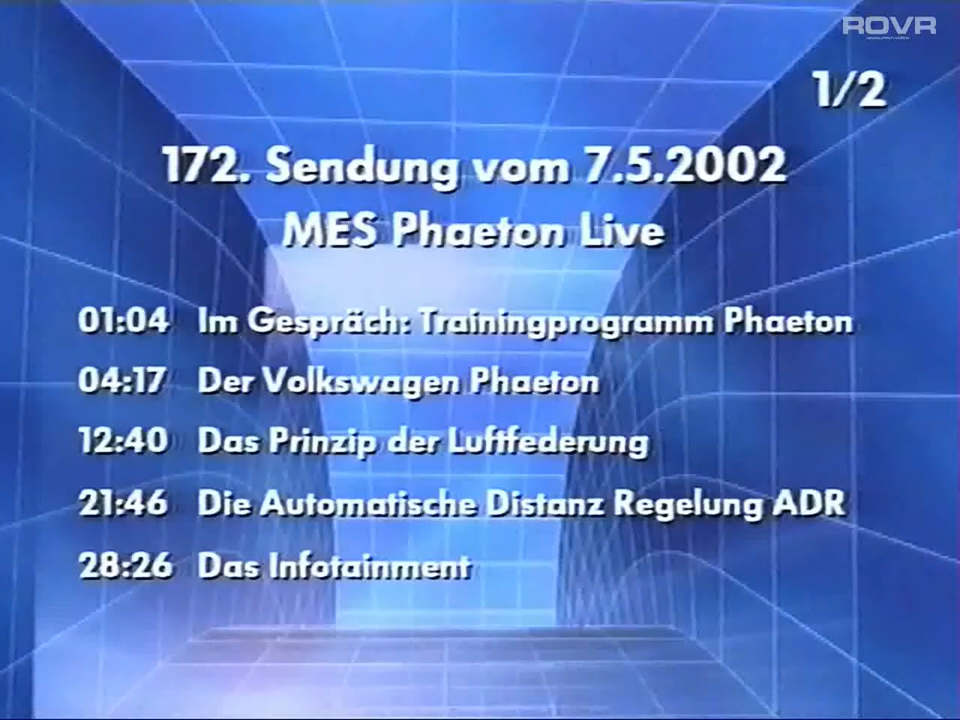 ROVR
1/2
172. Sendung vom 7.5.2002
MES Phaeton Live
01:04 Im Gespräch: Trainingprogramm Phaeton
04:17 Der Volkswagen Phaeton
12:40 Das Prinzip der Luftfederung
21:46 Die Automatische Distanz Regelung ADR
28:26 Das Infotainment